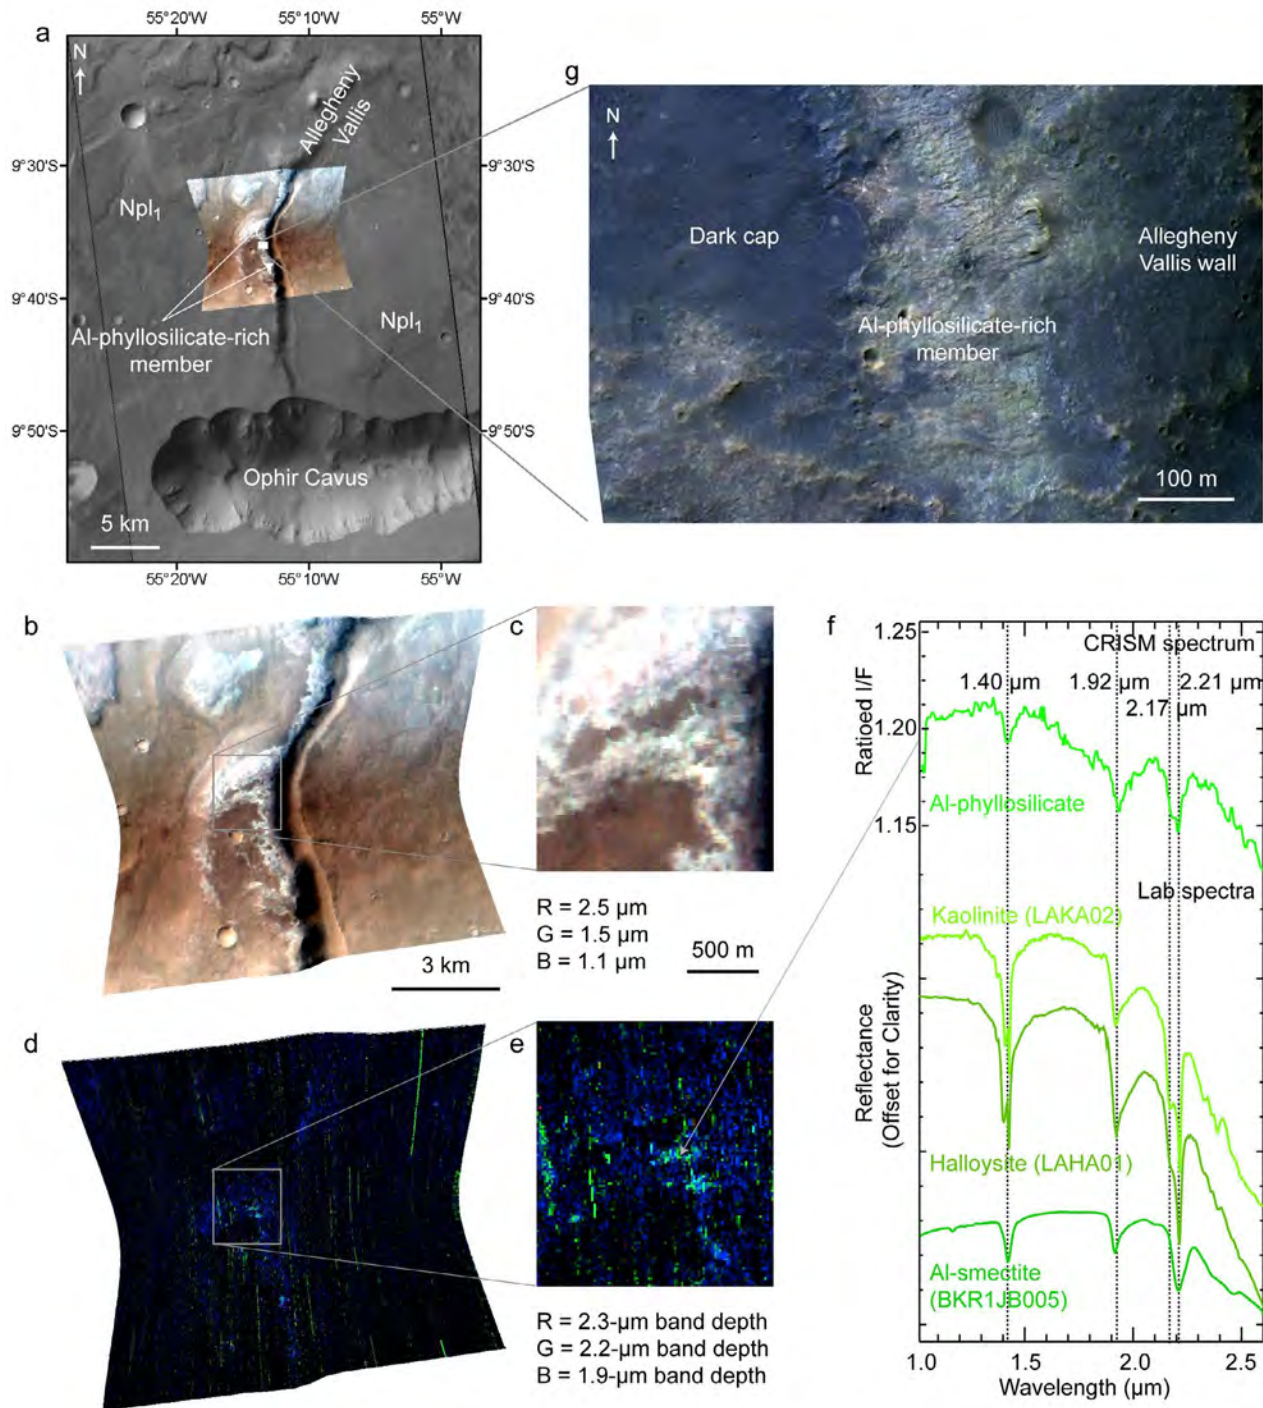 55°20'W 55°10'W 55°W
a
N
Allegheny
Vallis
9°30'S
9°30'S
Npl1
9°40'S
9°40'S
Npl1
Al-phyllosilicate-rich
member
9°50'S
9°50'S
Ophir Cavus
5 km
55°20'W 55°10'W 55°W
g
N
Dark cap
Allegheny
Vallis wall
Al-phyllosilicate-rich
member
100 m
b
3 km
c
R = 2.5 µm
G = 1.5 µm
B = 1.1 µm
500 m
d
e
R = 2.3-µm band depth
G = 2.2-µm band depth
B = 1.9-µm band depth
f
1.25
CRISM spectrum
1.40 µm 1.92 µm 2.21 µm
2.17 µm
1.20
Ratioed I/F
Al-phyllosilicate
1.15
Lab spectra
Kaolinite (LAKA02)
Reflectance
(Offset for Clarity)
Halloysite (LAHA01)
Al-smectite
(BKR1JB005)
1.0 1.5 2.0 2.5
Wavelength (µm)